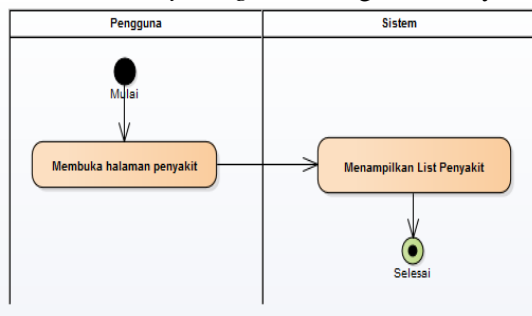 Pengguna
Sistem
Mulai
Membuka halaman penyakit
Menampilkan List Penyakit
Selesai